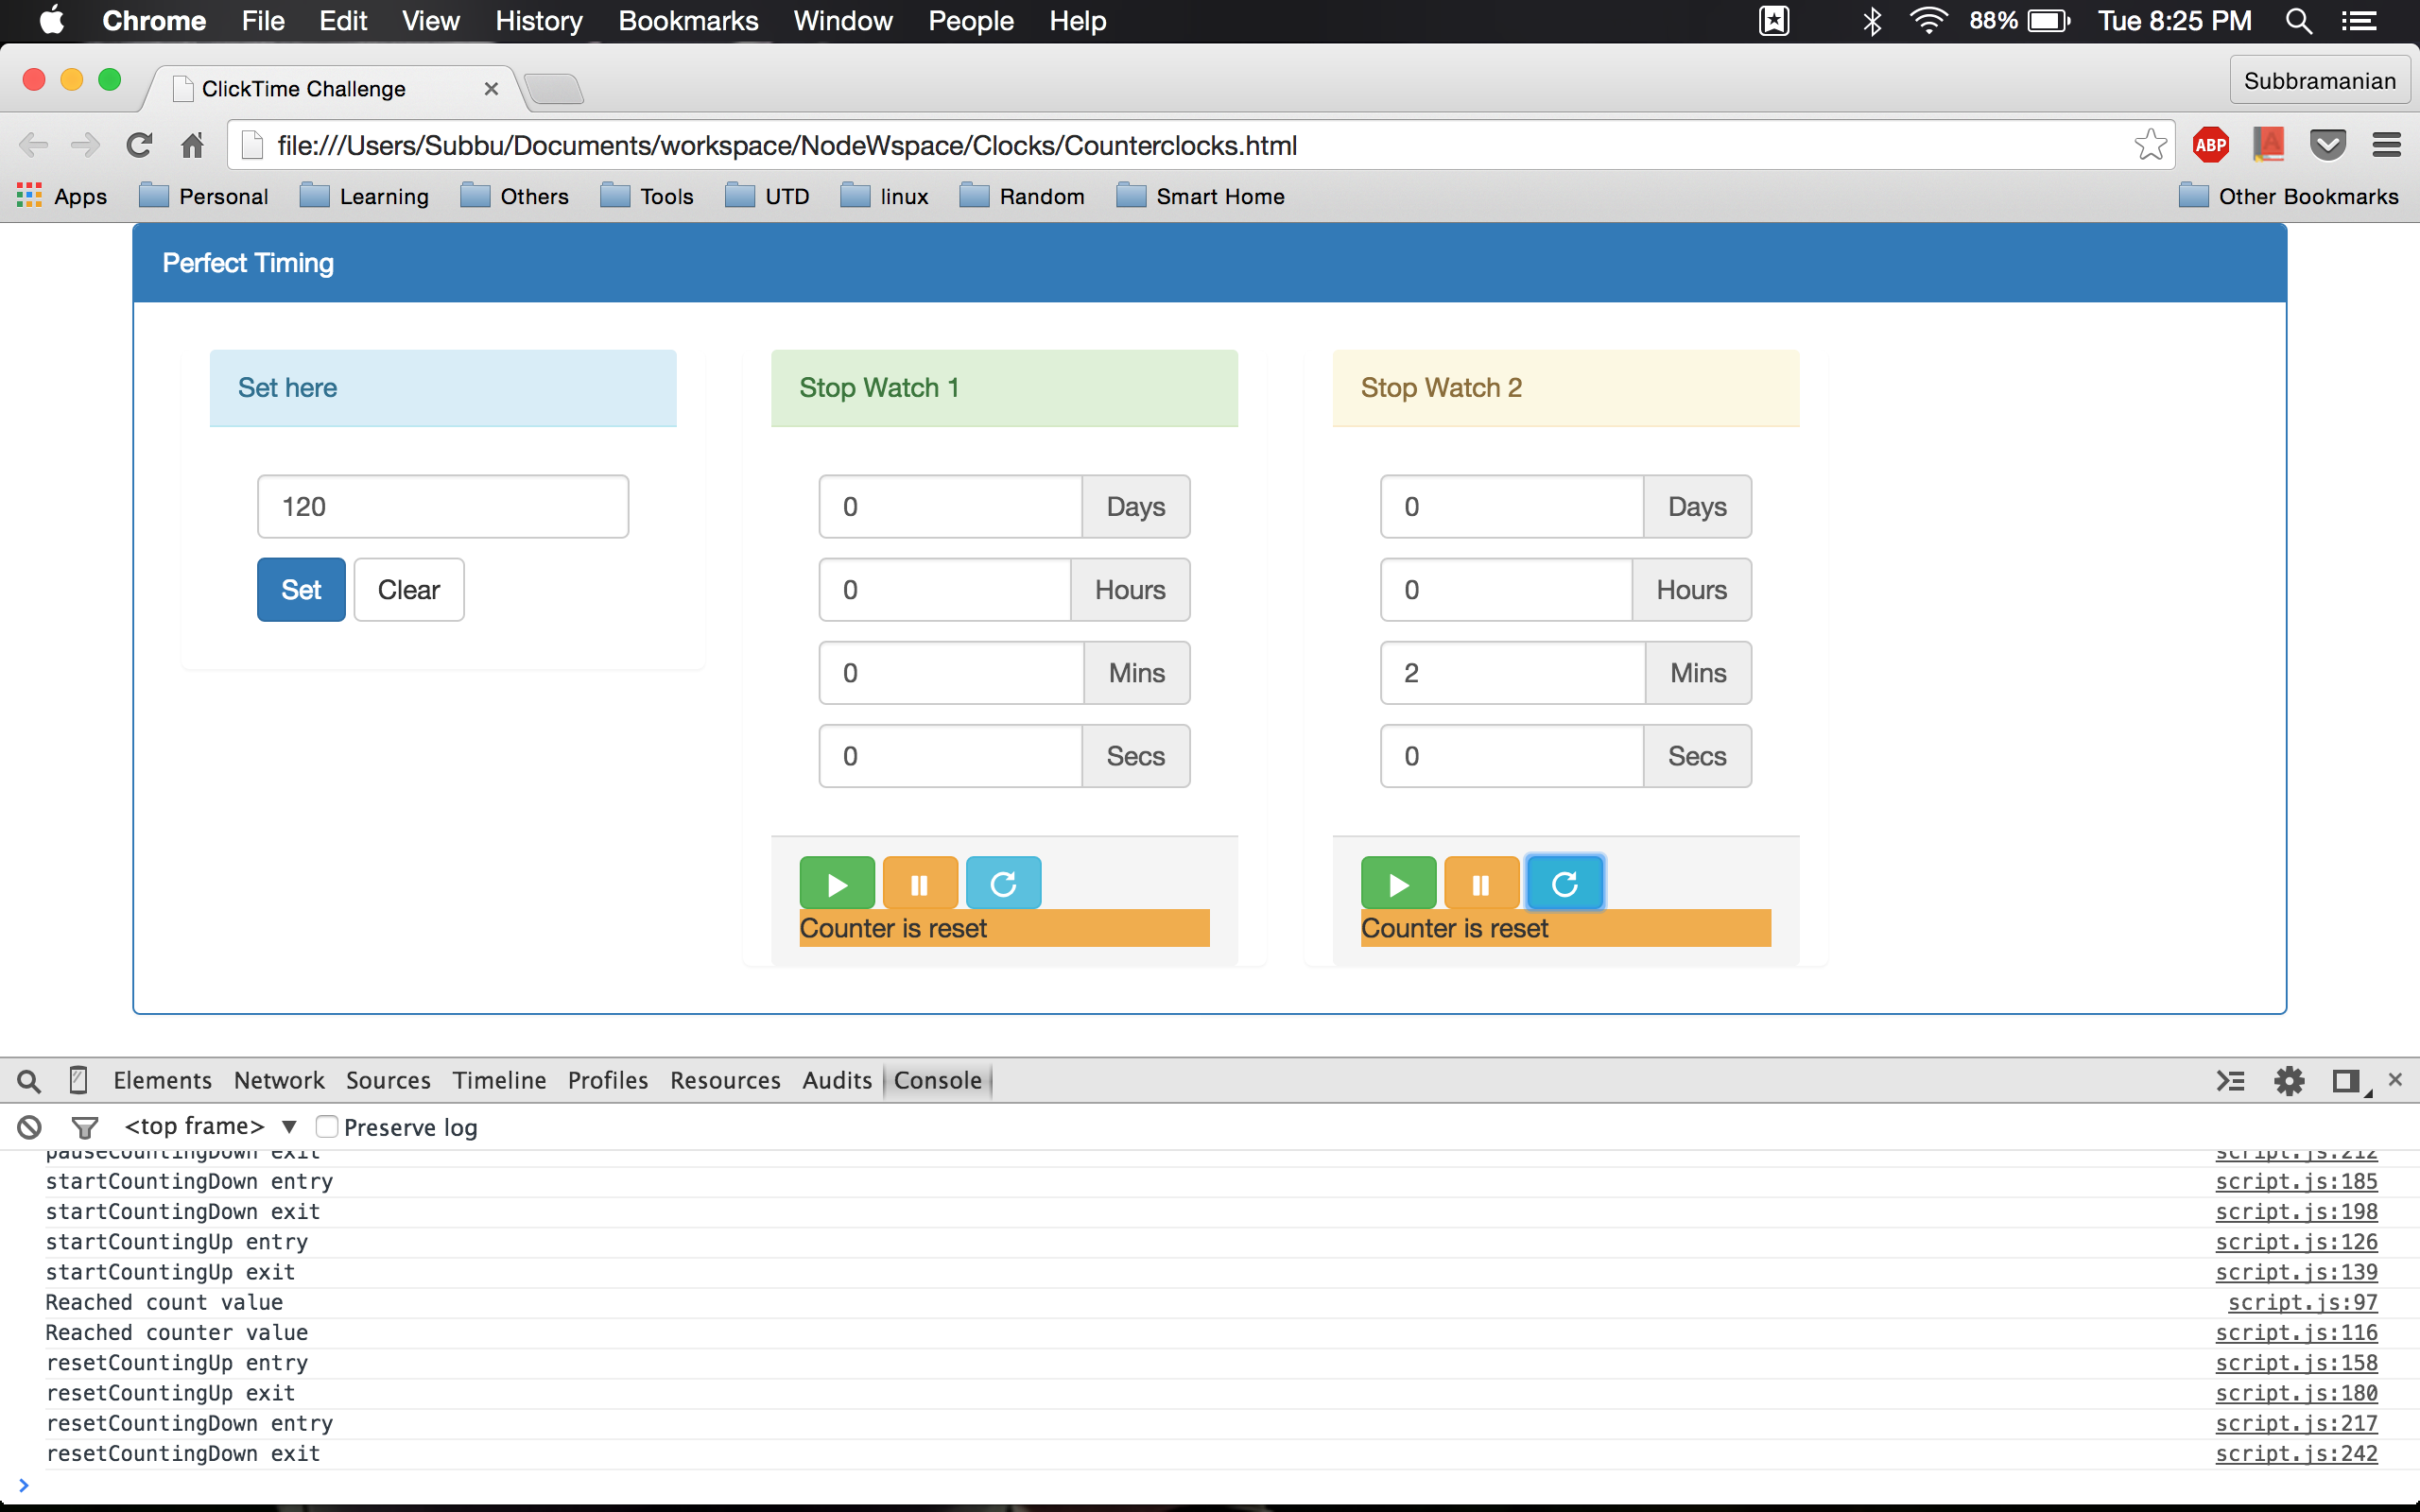 Chrome File Edit View History Bookmarks Window People Help 88% Tue 8:25 PM
ClickTime Challenge Subbramanian
file:///Users/Subbu/Documents/workspace/NodeWspace/Clocks/Counterclocks.html ABP
Apps Personal Learning Others Tools UTD linux Random Smart Home Other Bookmarks
Perfect Timing
Set here
120
Set Clear
Stop Watch 1
0 Days
0 Hours
0 Mins
0 Secs
Counter is reset
Stop Watch 2
0 Days
0 Hours
2 Mins
0 Secs
Counter is reset
Elements Network Sources Timeline Profiles Resources Audits Console
<top frame> ▼ Preserve log
pauseCountingDown exit script.js:212
startCountingDown entry script.js:185
startCountingDown exit script.js:198
startCountingUp entry script.js:126
startCountingUp exit script.js:139
Reached count value script.js:97
Reached counter value script.js:116
resetCountingUp entry script.js:158
resetCountingUp exit script.js:180
resetCountingDown entry script.js:217
resetCountingDown exit script.js:242